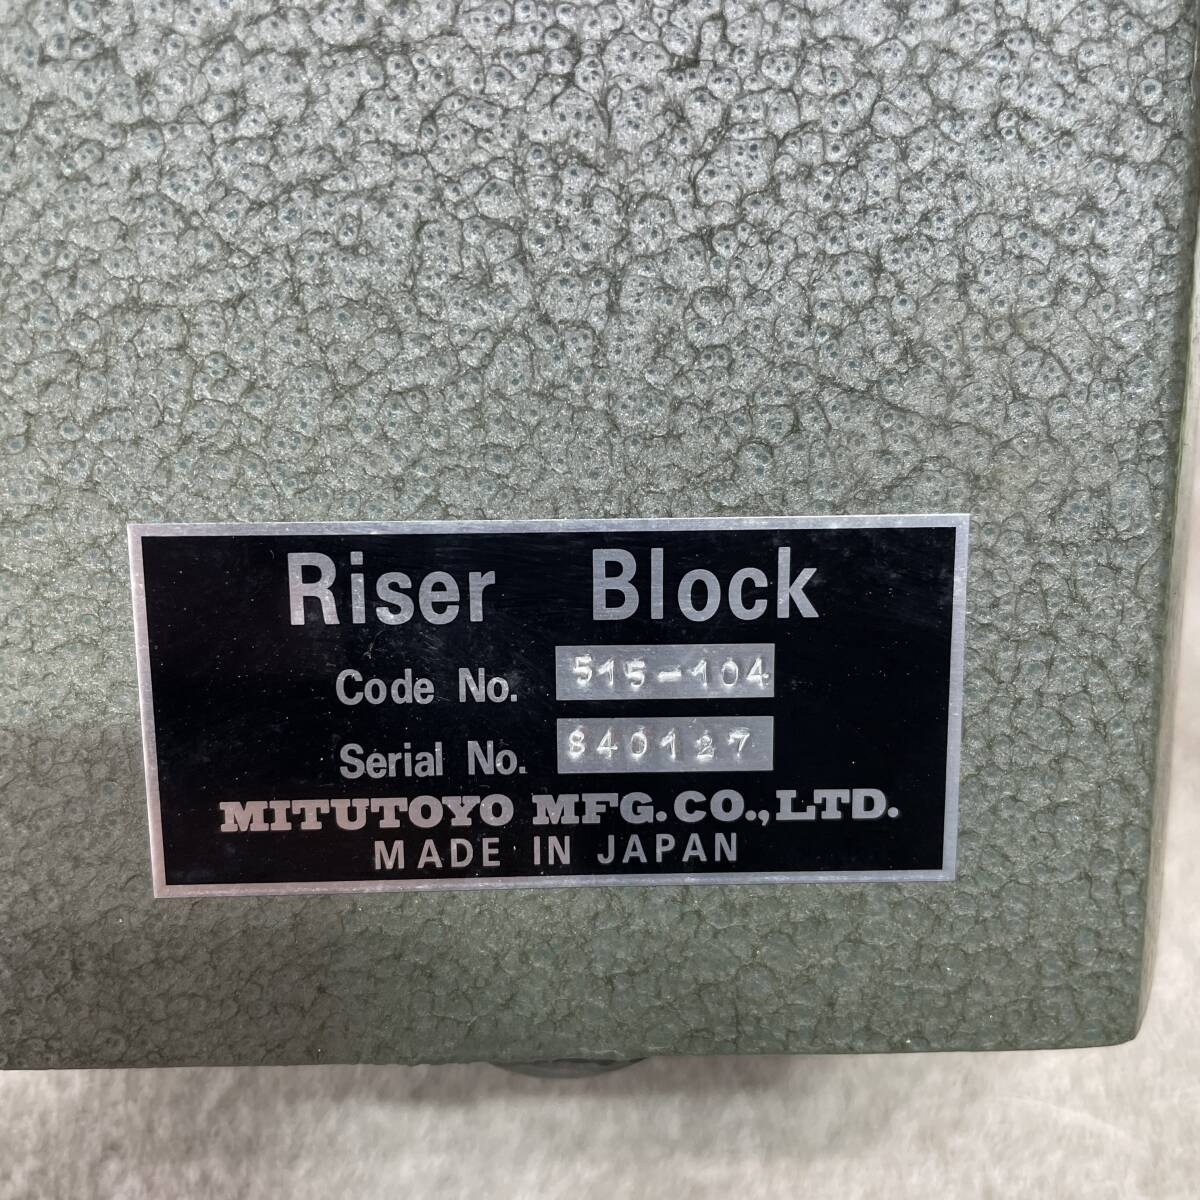 Riser Block
Code No. 515-104
Serial No. 840127
MITUTOYO MFG.CO.,LTD.
MADE IN JAPAN